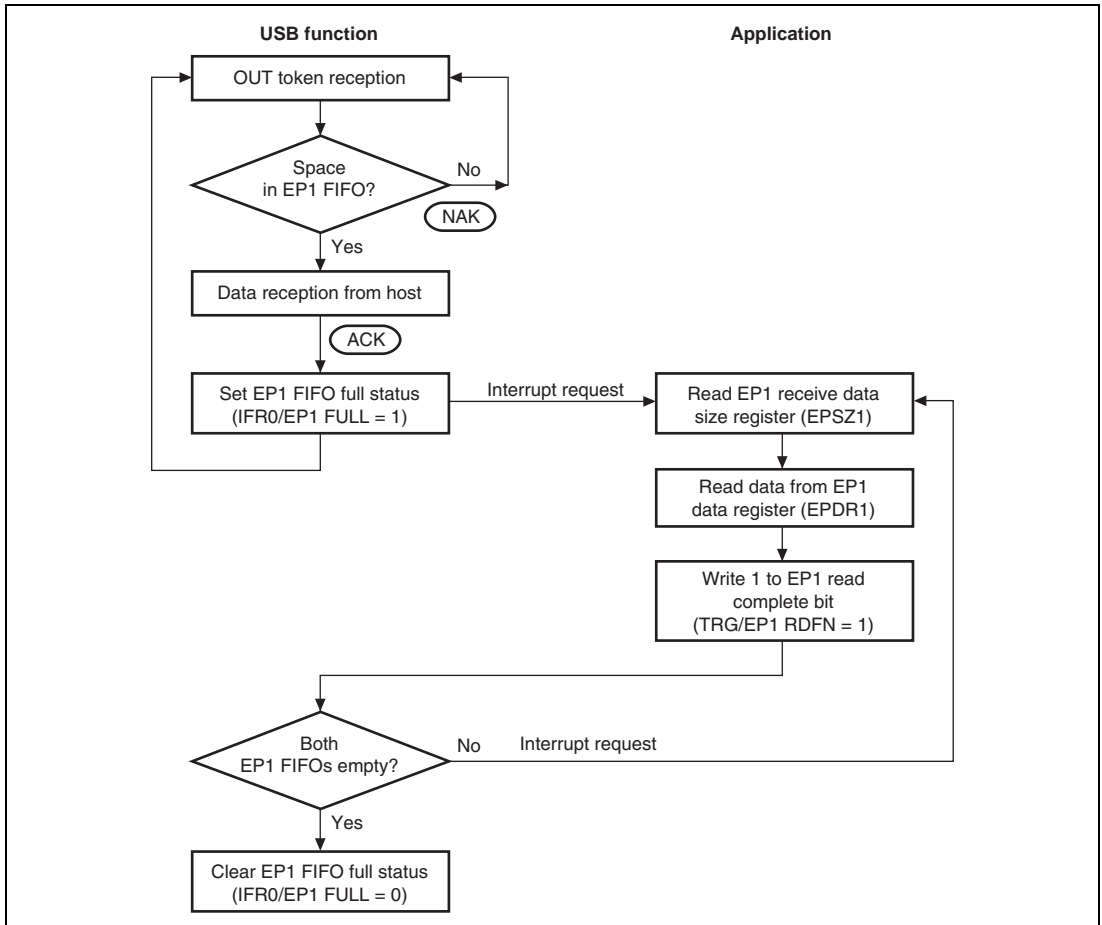 USB function
Application
OUT token reception
Space
in EP1 FIFO?
No
NAK
Yes
Data reception from host
ACK
Set EP1 FIFO full status
(IFR0/EP1 FULL = 1)
Interrupt request
Read EP1 receive data
size register (EPSZ1)
Read data from EP1
data register (EPDR1)
Write 1 to EP1 read
complete bit
(TRG/EP1 RDFN = 1)
Both
EP1 FIFOs empty?
No
Interrupt request
Yes
Clear EP1 FIFO full status
(IFR0/EP1 FULL = 0)